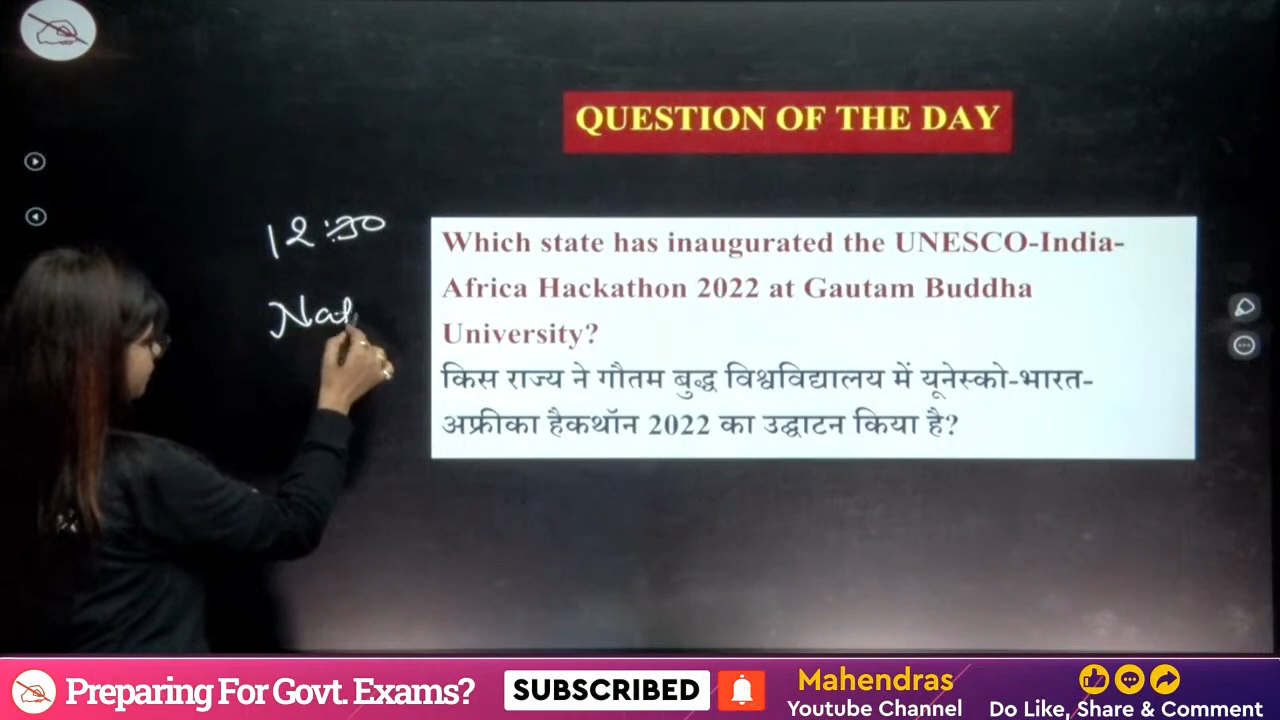 QUESTION OF THE DAY
12:30
Which state has inaugurated the UNESCO-India-
Africa Hackathon 2022 at Gautam Buddha
University?
किस राज्य ने गौतम बुद्ध विश्वविद्यालय में यूनेस्को-भारत-
अफ्रीका हैकथॉन 2022 का उद्घाटन किया है?
Preparing For Govt. Exams?
SUBSCRIBED
Mahendras
Youtube Channel
Do Like, Share & Comment